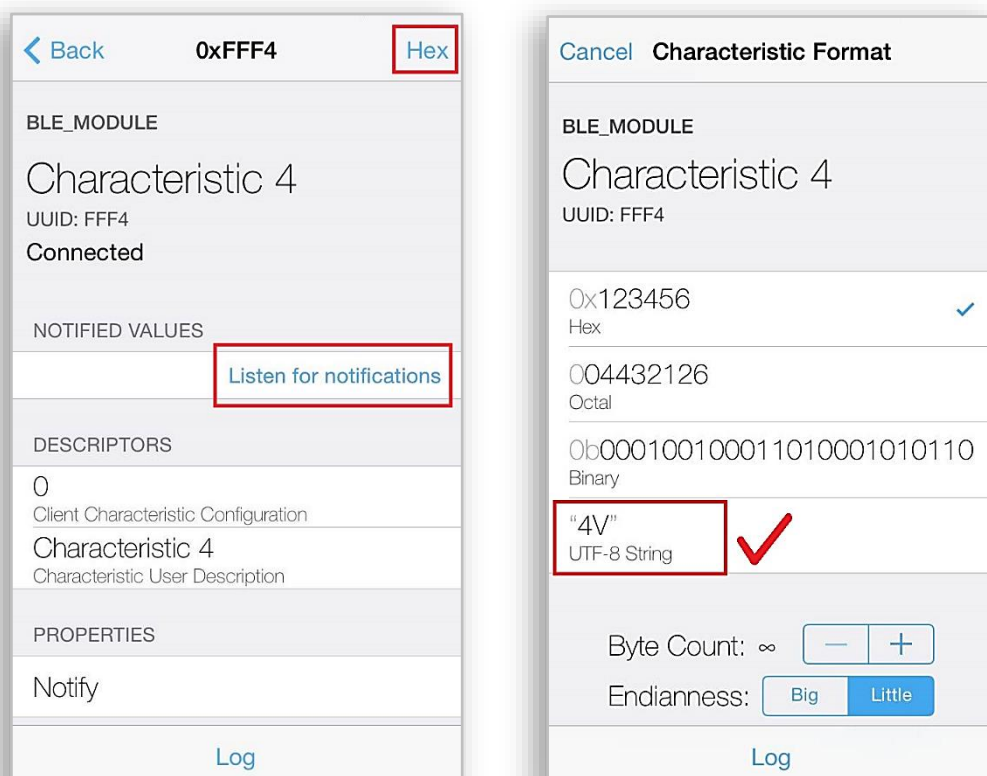 Back 0xFFF4 Hex
BLE_MODULE
Characteristic 4
UUID: FFF4
Connected
NOTIFIED VALUES
Listen for notifications
DESCRIPTORS
0
Client Characteristic Configuration
Characteristic 4
Characteristic User Description
PROPERTIES
Notify
Log
Cancel Characteristic Format
BLE_MODULE
Characteristic 4
UUID: FFF4
0x123456
Hex
004432126
Octal
0b000100100011010001010110
Binary
“4V”
UTF-8 String
Byte Count: ∞ − +
Endianness: Big Little
Log